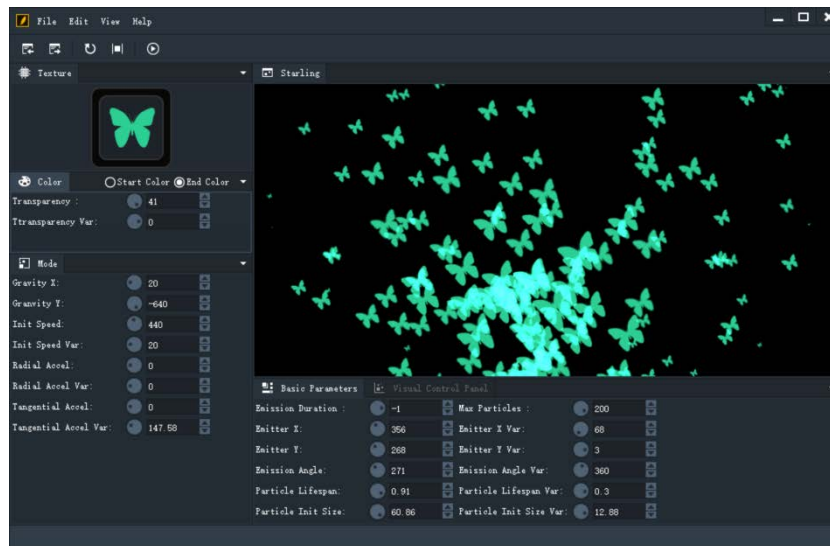 File Edit View Help
Texture
Starling
Color Start Color End Color
Transparency : 41
Ttransparency Var: 0
Mode
Gravity X: 20
Granvity Y: -640
Init Speed: 440
Init Speed Var: 20
Radial Accel: 0
Radial Accel Var: 0
Tangential Accel: 0
Tangential Accel Var: 147.58
Basic Parameters Visual Control Panel
Emission Duration : -1 Max Particles : 200
Emitter X: 356 Emitter X Var: 68
Emitter Y: 268 Emitter Y Var: 3
Emission Angle: 271 Emission Angle Var: 360
Particle Lifespan: 0.91 Particle Lifespan Var: 0.3
Particle Init Size: 60.86 Particle Init Size Var: 12.88